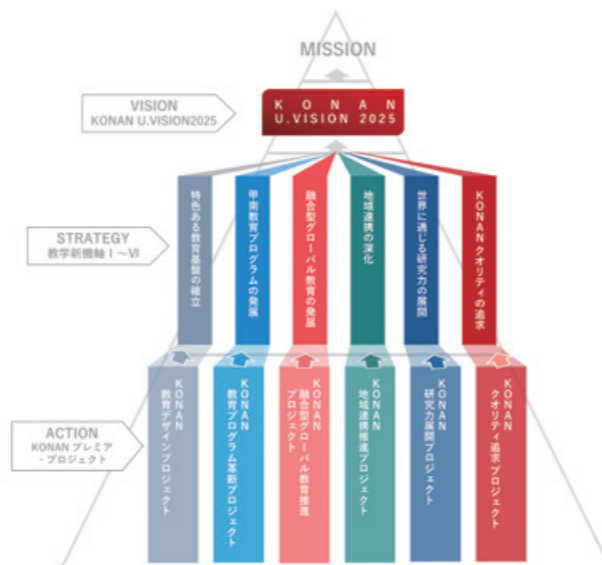 MISSION
VISION
KONAN U.VISION2025
KONAN
U.VISION 2025
STRATEGY
教学新機軸Ⅰ～Ⅵ
特色ある教育基盤の確立
甲南教育プログラムの発展
融合型グローバル教育の発展
地域連携の深化
世界に通じる研究力の展開
KONANクオリティの追求
ACTION
KONAN プレミア
・プロジェクト
KONAN
教育デザインプロジェクト
KONAN
教育プログラム革新プロジェクト
KONAN
融合型グローバル教育推進
プロジェクト
KONAN
地域連携推進プロジェクト
KONAN
研究力展開プロジェクト
KONAN
クオリティ追求プロジェクト